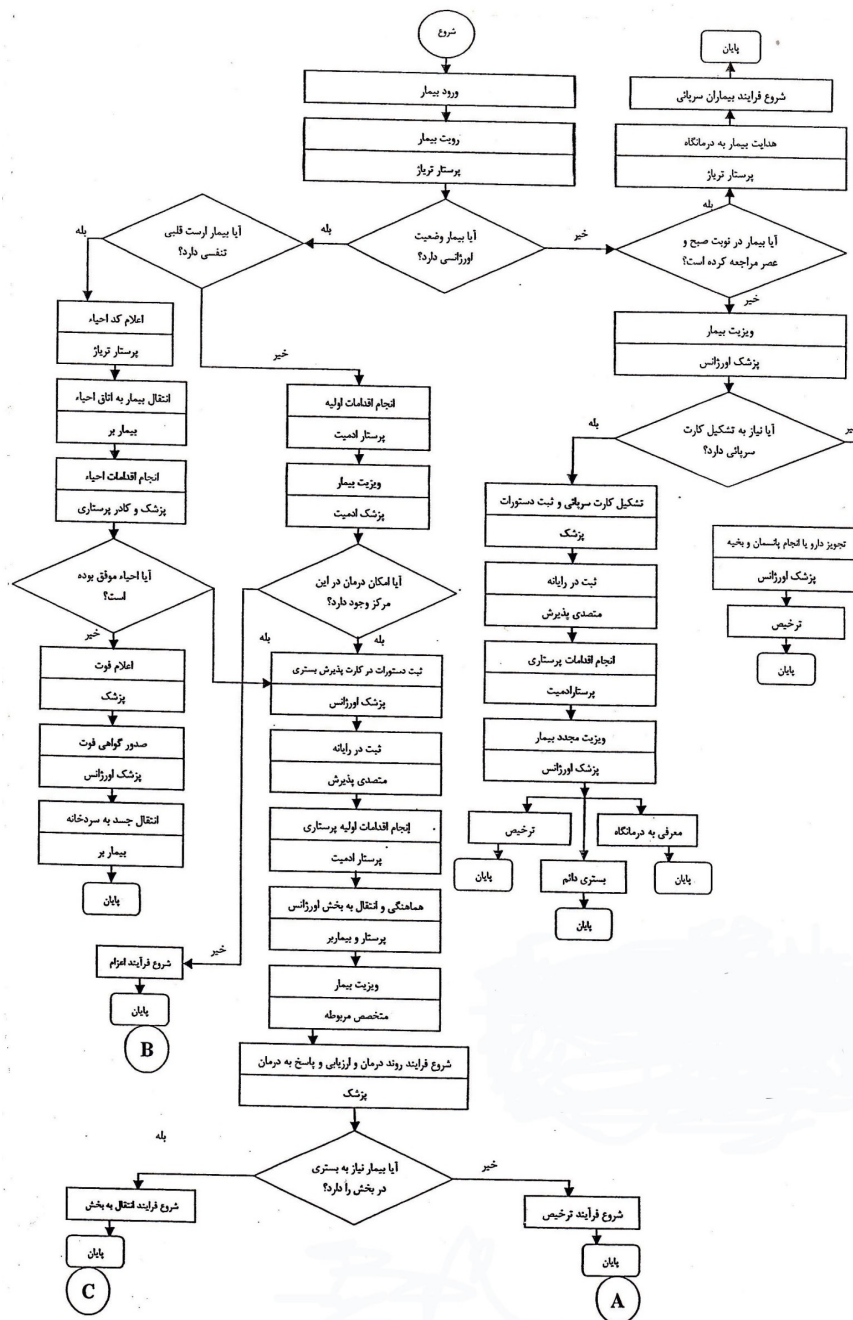 شروع
ورود بیمار
رویت بیمار
پرستار تریاژ
آیا بیمار وضعیت
اورژانسی دارد؟
خیر
بله
پایان
شروع فرایند بیماران سرپائی
هدایت بیمار به درمانگاه
پرستار تریاژ
بله
آیا بیمار در نوبت صبح و
عصر مراجعه کرده است؟
خیر
ویزیت بیمار
پزشک اورژانس
آیا نیاز به تشکیل کارت
سرپائی دارد؟
بله
تجویز دارو یا انجام پانسمان و بخیه
پزشک اورژانس
ترخیص
پایان
تشکیل کارت سرپائی و ثبت دستورات
پزشک
ثبت در رایانه
متصدی پذیرش
انجام اقدامات پرستاری
پرستارادمیت
ویزیت مجدد بیمار
پزشک اورژانس
معرفی به درمانگاه
پایان
بستری دائم
پایان
ترخیص
پایان
آیا بیمار ارست قلبی
تنفسی دارد؟
بله
خیر
انجام اقدامات اولیه
پرستار ادمیت
ویزیت بیمار
پزشک ادمیت
آیا امکان درمان در این
مرکز وجود دارد؟
بله
ثبت دستورات در کارت پذیرش بستری
پزشک اورژانس
ثبت در رایانه
متصدی پذیرش
انجام اقدامات اولیه پرستاری
پرستار ادمیت
هماهنگی و انتقال به بخش اورژانس
پرستار و بیماربر
ویزیت بیمار
متخصص مربوطه
شروع فرایند روند درمان و ارزیابی و پاسخ به درمان
پزشک
آیا بیمار نیاز به بستری
در بخش را دارد؟
خیر
شروع فرآیند ترخیص
پایان
A
بله
شروع فرایند انتقال به بخش
پایان
C
اعلام کد احیاء
پرستار تریاژ
انتقال بیمار به اتاق احیاء
بیمار بر
انجام اقدامات احیاء
پزشک و کادر پرستاری
آیا احیاء موفق بوده
است؟
بله
خیر
اعلام فوت
پزشک
صدور گواهی فوت
پزشک اورژانس
انتقال جسد به سردخانه
بیمار بر
پایان
خیر
شروع فرآیند اعزام
پایان
B